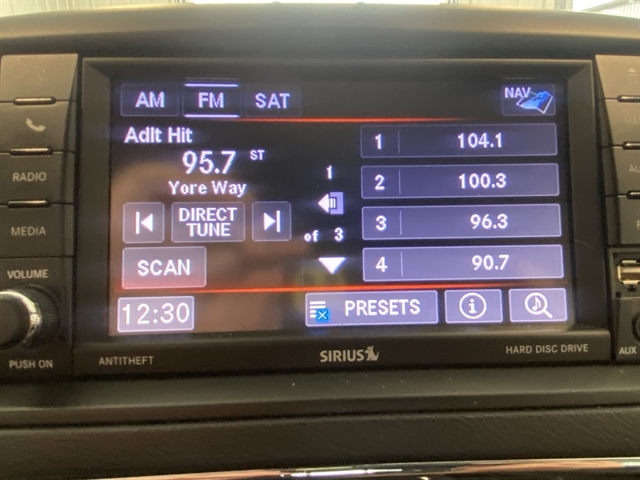 AM FM SAT NAV
Adlt Hit
95.7 ST
Yore Way
DIRECT
TUNE
SCAN
12:30
1
of 3
1 104.1
2 100.3
3 96.3
4 90.7
PRESETS
RADIO
MEDIA
VOLUME
PUSH ON
ANTITHEFT
SIRIUS
HARD DISC DRIVE
AUX